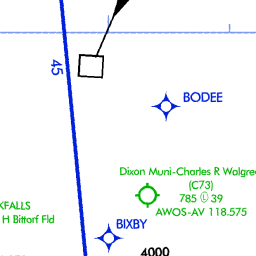 45
BODEE
Dixon Muni-Charles R Walgre
(C73)
785 Ⓛ 39
AWOS-AV 118.575
KFALLS
H Bittorf Fld
BIXBY
4000